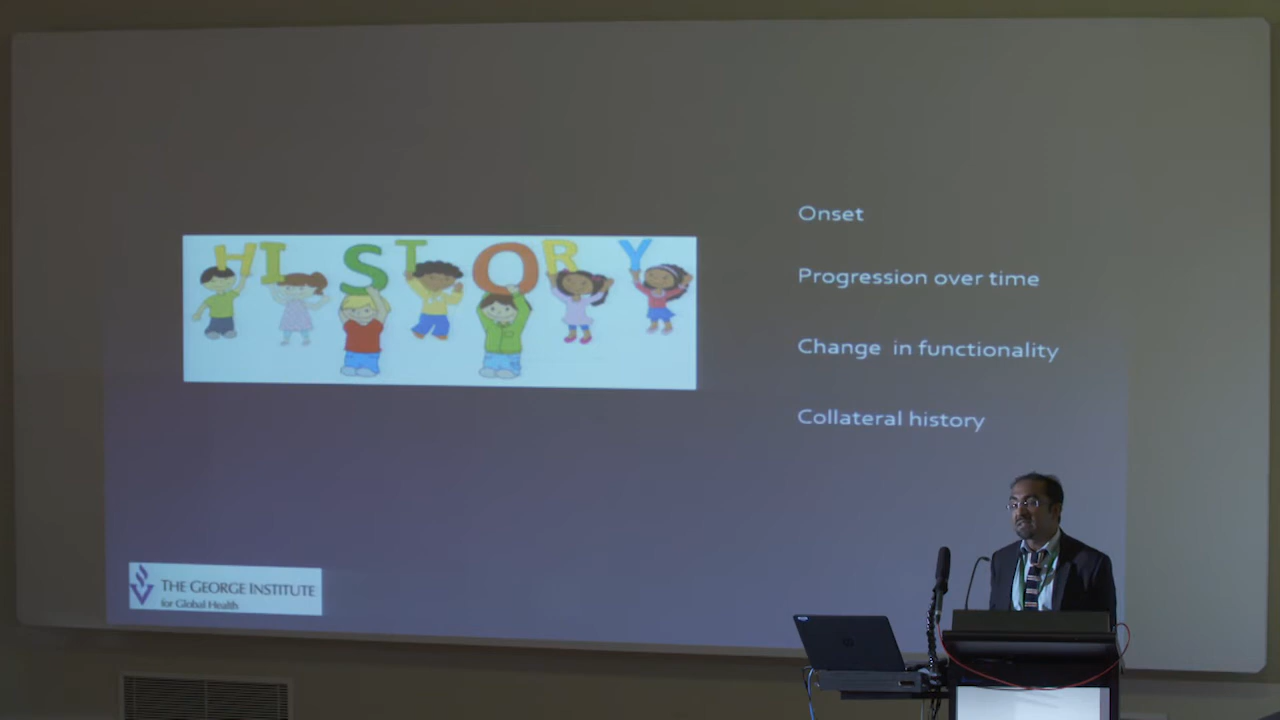 HISTORY
Onset
Progression over time
Change in functionality
Collateral history
THE GEORGE INSTITUTE
for Global Health